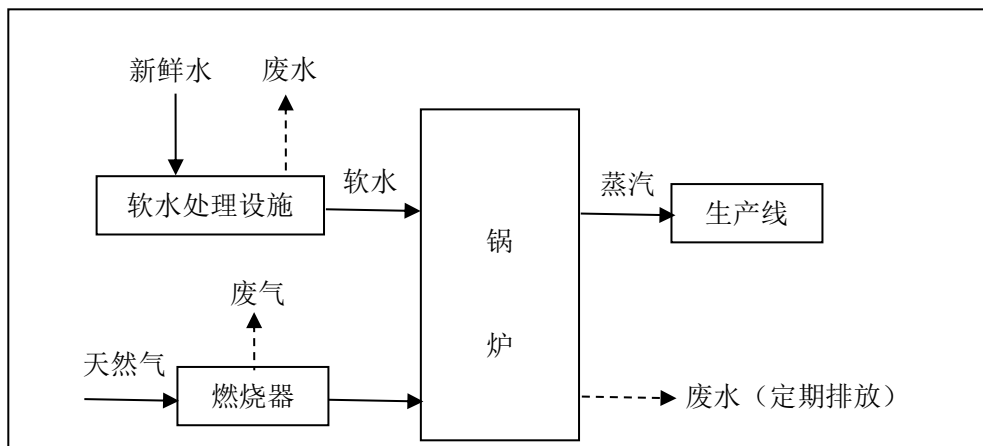 新鲜水
废水
软水处理设施
软水
锅
炉
蒸汽
生产线
废气
天然气
燃烧器
废水（定期排放）